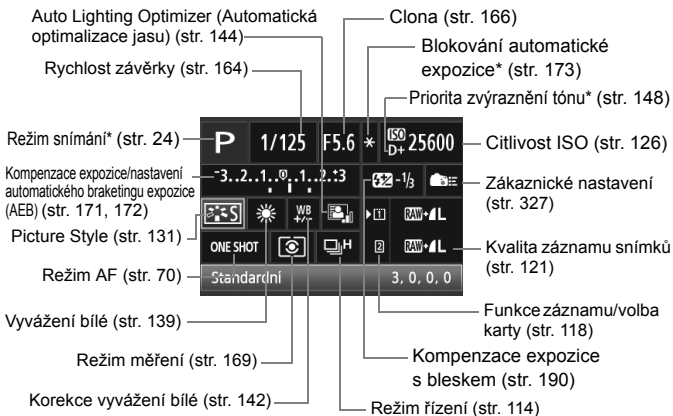 Auto Lighting Optimizer (Automatická
optimalizace jasu) (str. 144)
Clona (str. 166)
Rychlost závěrky (str. 164)
Blokování automatické
expozice* (str. 173)
Priorita zvýraznění tónu* (str. 148)
Režim snímání* (str. 24)
P 1/125 F5.6 * ISO D+ 25600
Citlivost ISO (str. 126)
Kompenzace expozice/nastavení
automatického braketingu expozice
(AEB) (str. 171, 172)
-3..2..1..0..1..2..+3
-1/3
Zákaznické nastavení
(str. 327)
Picture Style (str. 131)
S WB +/- 1 RAW+L
ONE SHOT H 2 RAW+L
Kvalita záznamu snímků
(str. 121)
Režim AF (str. 70)
Standardní 3, 0, 0, 0
Vyvážení bílé (str. 139)
Funkce záznamu/volba
karty (str. 118)
Režim měření (str. 169)
Kompenzace expozice
s bleskem (str. 190)
Korekce vyvážení bílé (str. 142)
Režim řízení (str. 114)